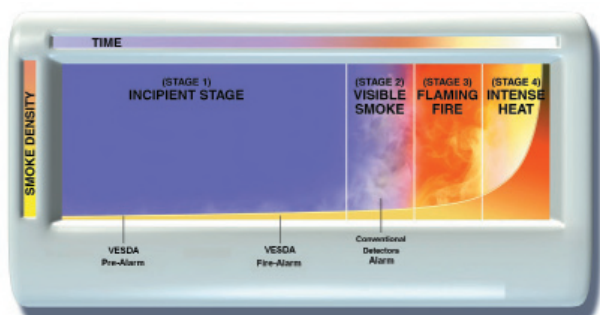 TIME
SMOKE DENSITY
(STAGE 1)
INCIPIENT STAGE
(STAGE 2)
VISIBLE
SMOKE
(STAGE 3)
FLAMING
FIRE
(STAGE 4)
INTENSE
HEAT
VESDA
Pre-Alarm
VESDA
Fire-Alarm
Conventional
Detectors
Alarm